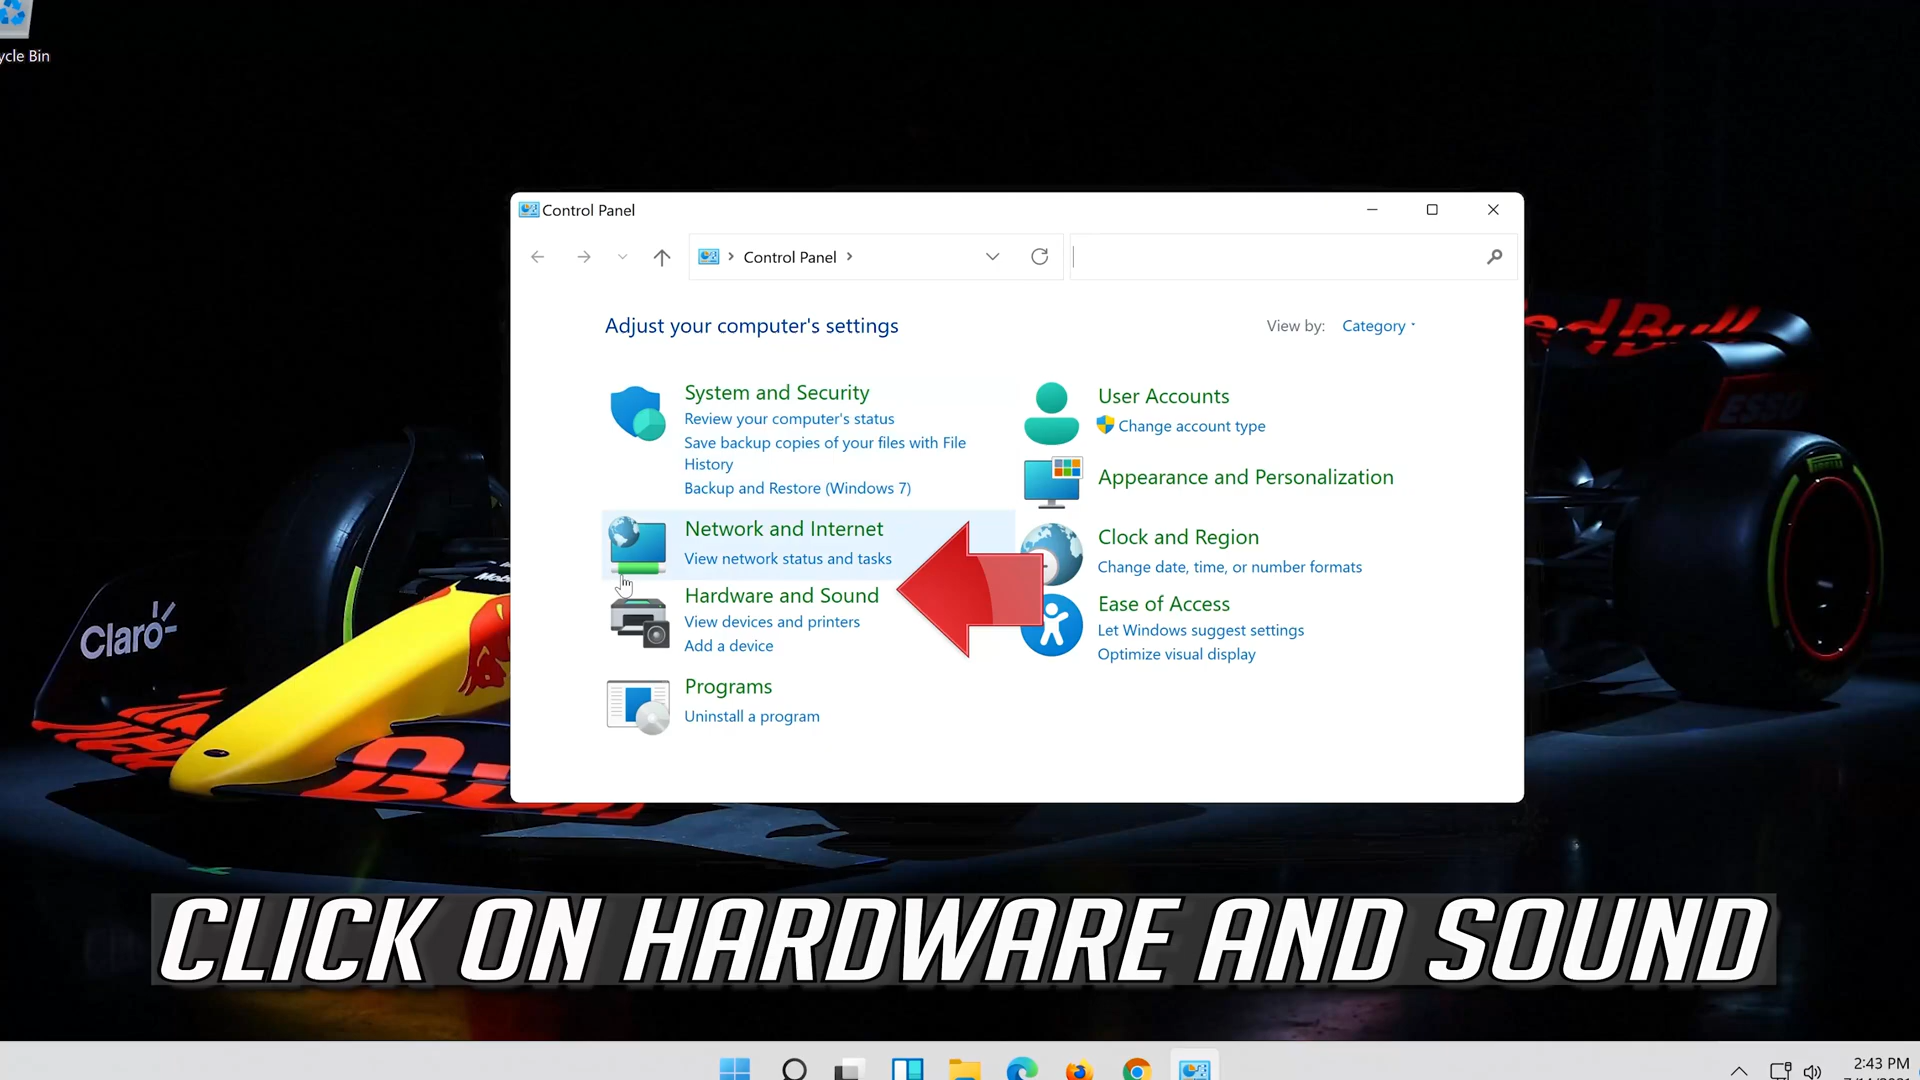 ycle Bin
Control Panel
Control Panel
Adjust your computer's settings
View by: Category
System and Security
Review your computer's status
Save backup copies of your files with File
History
Backup and Restore (Windows 7)
Network and Internet
View network status and tasks
Hardware and Sound
View devices and printers
Add a device
Programs
Uninstall a program
User Accounts
Change account type
Appearance and Personalization
Clock and Region
Change date, time, or number formats
Ease of Access
Let Windows suggest settings
Optimize visual display
Claro
Mob
Bull
ESSO
CLICK ON HARDWARE AND SOUND
2:43 PM